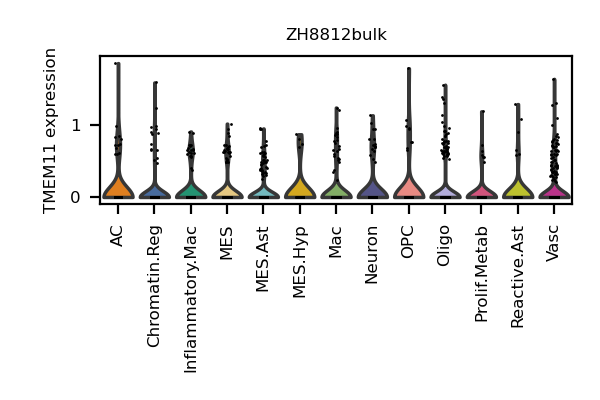 ZH8812bulk
TMEM11 expression
1
0
AC
Chromatin.Reg
Inflammatory.Mac
MES
MES.Ast
MES.Hyp
Mac
Neuron
OPC
Oligo
Prolif.Metab
Reactive.Ast
Vasc